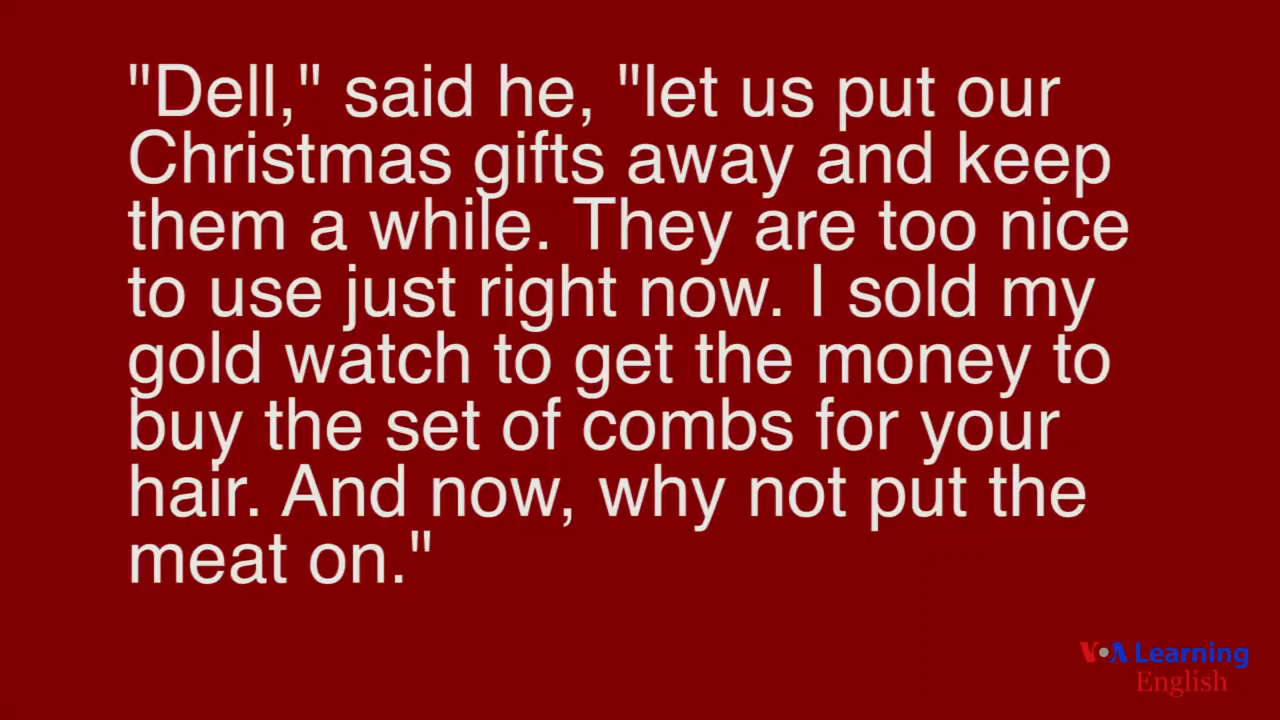 "Dell," said he, "let us put our
Christmas gifts away and keep
them a while. They are too nice
to use just right now. I sold my
gold watch to get the money to
buy the set of combs for your
hair. And now, why not put the
meat on."
VOA Learning
English